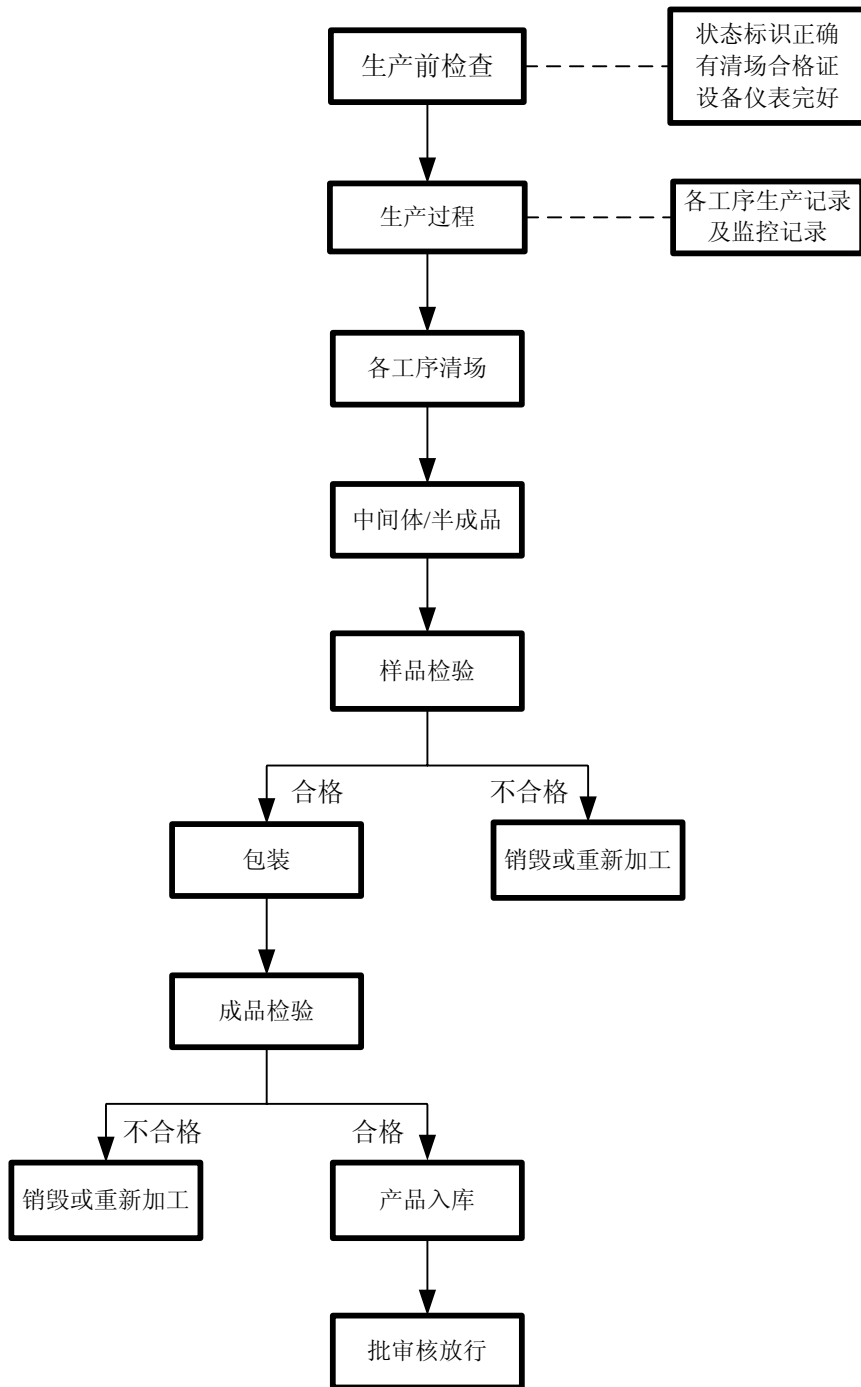 生产前检查
状态标识正确
有清场合格证
设备仪表完好
生产过程
各工序生产记录
及监控记录
各工序清场
中间体/半成品
样品检验
合格
不合格
包装
销毁或重新加工
成品检验
不合格
合格
销毁或重新加工
产品入库
批审核放行